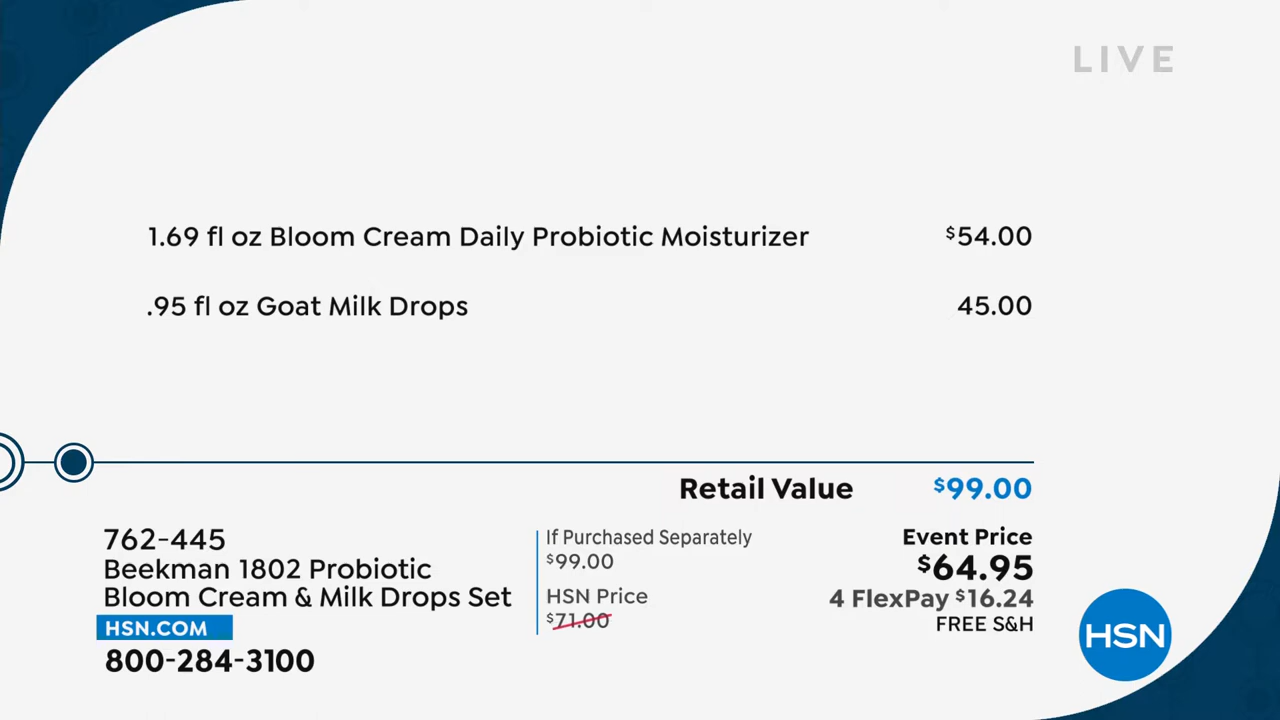 LIVE
1.69 fl oz Bloom Cream Daily Probiotic Moisturizer $54.00
.95 fl oz Goat Milk Drops 45.00
Retail Value $99.00
762-445
Beekman 1802 Probiotic
Bloom Cream & Milk Drops Set
HSN.COM
800-284-3100
If Purchased Separately
$99.00
HSN Price
$71.00
Event Price
$64.95
4 FlexPay $16.24
FREE S&H
HSN